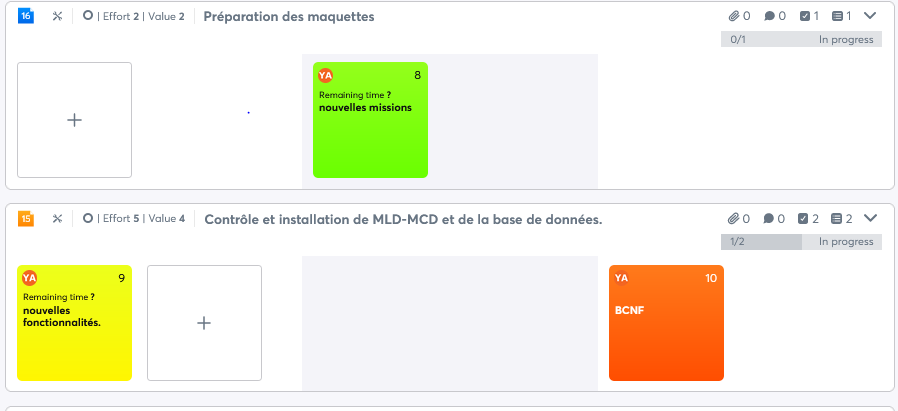 16 | Effort 2 | Value 2 Préparation des maquettes 0 0 1 1
0/1 In progress
YA 8
Remaining time ?
nouvelles missions
15 | Effort 5 | Value 4 Contrôle et installation de MLD-MCD et de la base de données. 0 0 2 2
1/2 In progress
YA 9
Remaining time ?
nouvelles
fonctionnalités.
YA 10
BCNF